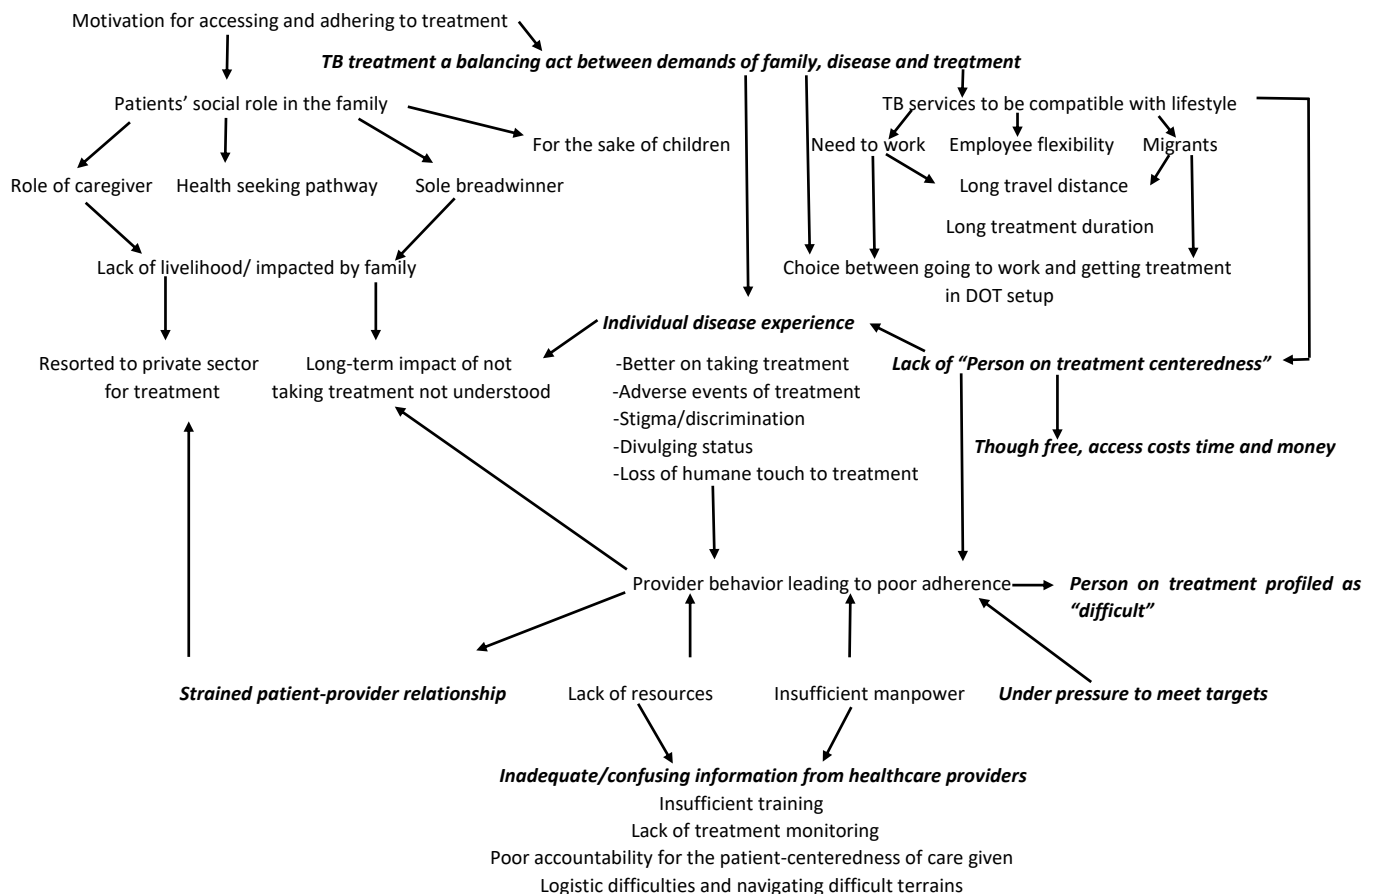 Motivation for accessing and adhering to treatment
TB treatment a balancing act between demands of family, disease and treatment
Patients’ social role in the family
TB services to be compatible with lifestyle
For the sake of children
Need to work
Employee flexibility
Migrants
Role of caregiver
Health seeking pathway
Sole breadwinner
Long travel distance
Long treatment duration
Lack of livelihood/ impacted by family
Choice between going to work and getting treatment
in DOT setup
Individual disease experience
Resorted to private sector
for treatment
Long-term impact of not
taking treatment not understood
-Better on taking treatment
-Adverse events of treatment
-Stigma/discrimination
-Divulging status
-Loss of humane touch to treatment
Lack of “Person on treatment centeredness”
Though free, access costs time and money
Provider behavior leading to poor adherence
Person on treatment profiled as
“difficult”
Strained patient-provider relationship
Lack of resources
Insufficient manpower
Under pressure to meet targets
Inadequate/confusing information from healthcare providers
Insufficient training
Lack of treatment monitoring
Poor accountability for the patient-centeredness of care given
Logistic difficulties and navigating difficult terrains